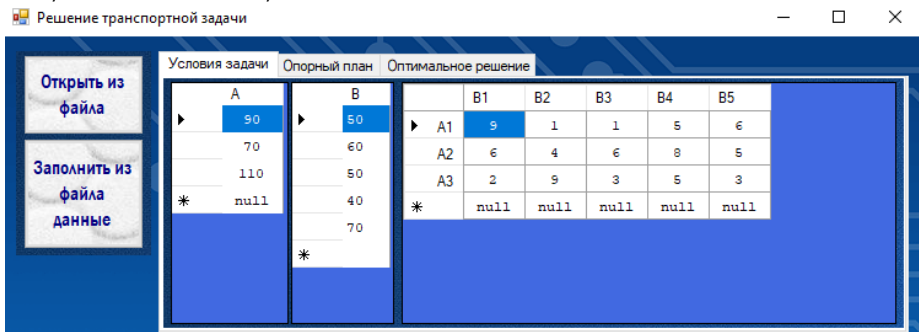 Решение транспортной задачи
Открыть из
файла
Заполнить из
файла
данные
Условия задачи Опорный план Оптимальное решение
A
90
70
110
null
B
50
60
50
40
70
B1 B2 B3 B4 B5
A1 9 1 1 5 6
A2 6 4 6 8 5
A3 2 9 3 5 3
null null null null null